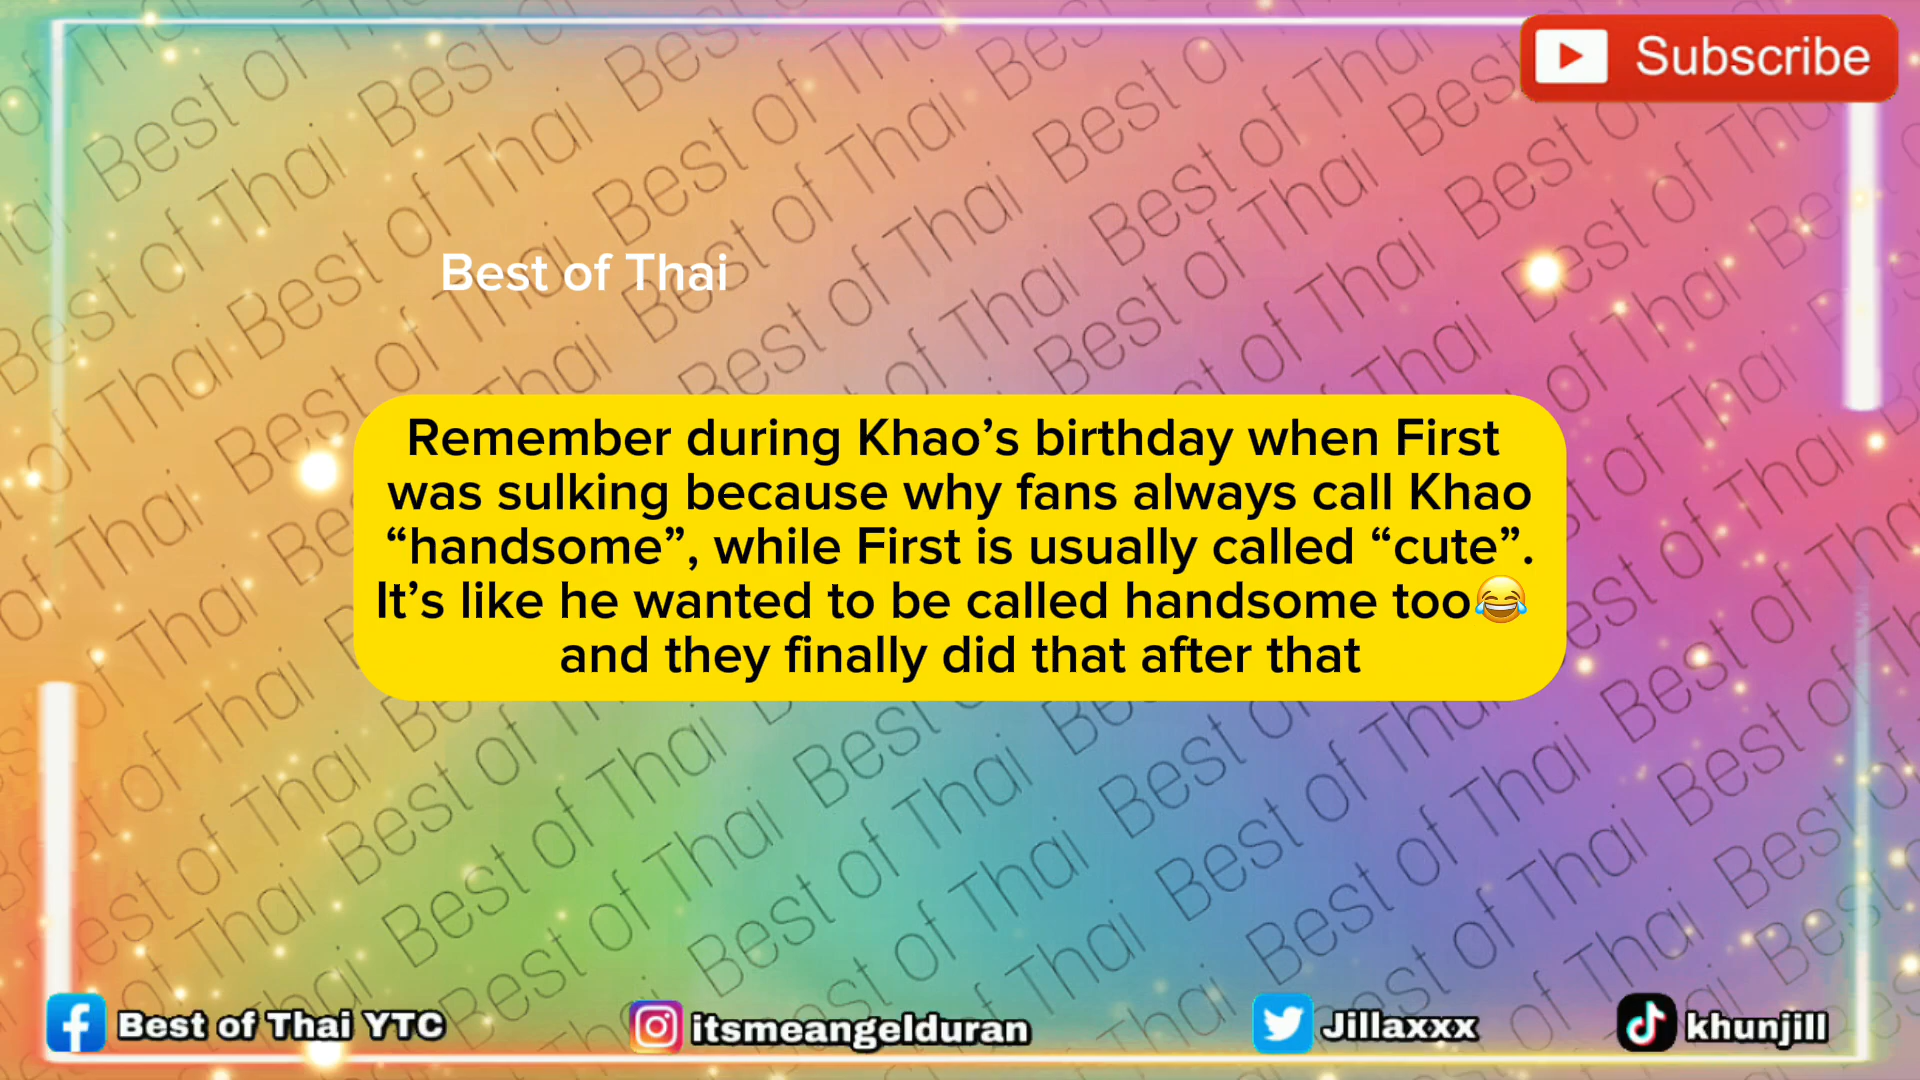 Subscribe
Best of Thai
Remember during Khao’s birthday when First
was sulking because why fans always call Khao
“handsome”, while First is usually called “cute”.
It’s like he wanted to be called handsome too😂
and they finally did that after that
Best of Thai YTC
itsmeangelduran
Jillaxxx
khunjill